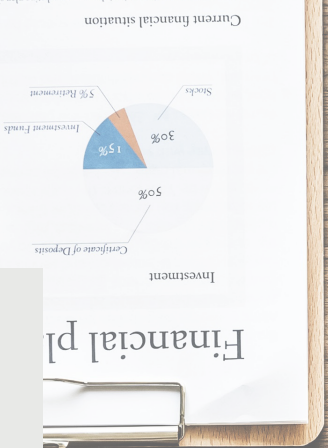 Financial pl
Investment
Certificate of Deposits
50%
30%
15%
Investment Funds
Stocks
5% Retirement
Current financial situation